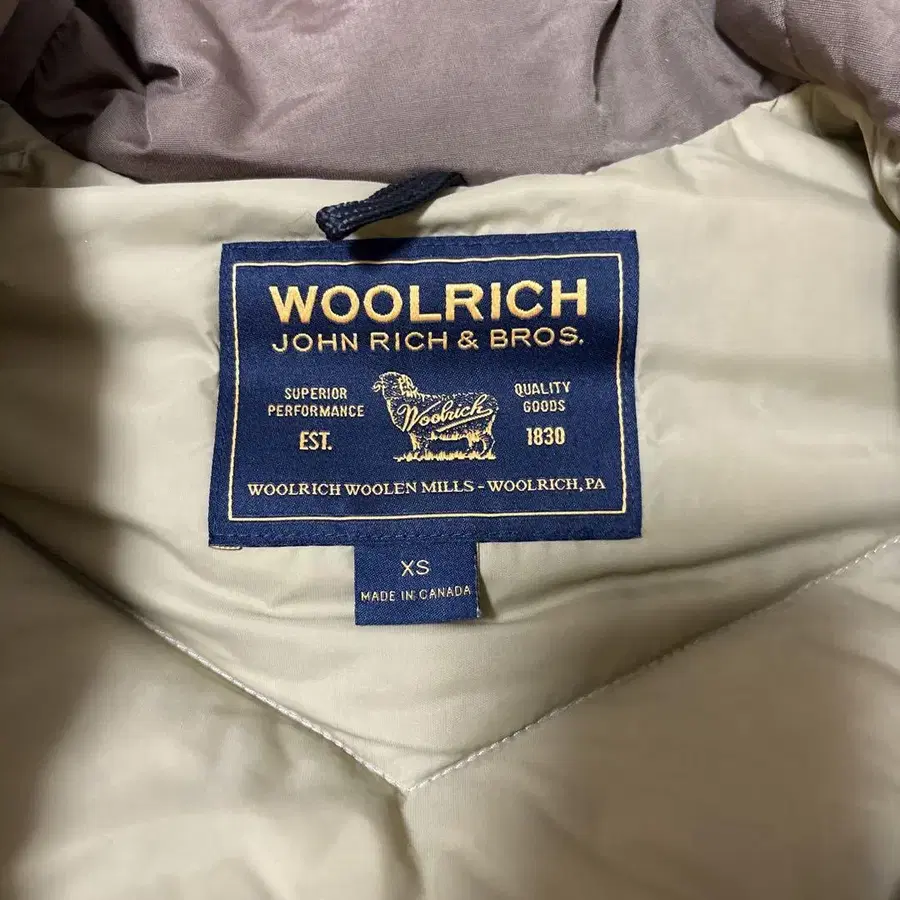 WOOLRICH
JOHN RICH & BROS.
SUPERIOR
PERFORMANCE
EST.
Woolrich
QUALITY
GOODS
1830
WOOLRICH WOOLEN MILLS - WOOLRICH, PA
XS
MADE IN CANADA